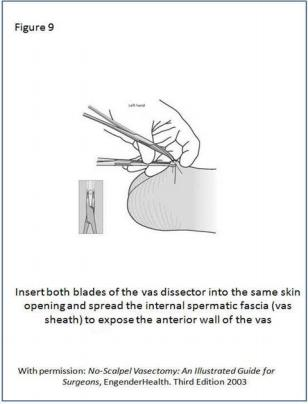 Figure 9
Left hand
Insert both blades of the vas dissector into the same skin
opening and spread the internal spermatic fascia (vas
sheath) to expose the anterior wall of the vas
With permission: No-Scalpel Vasectomy: An Illustrated Guide for
Surgeons, EngenderHealth. Third Edition 2003